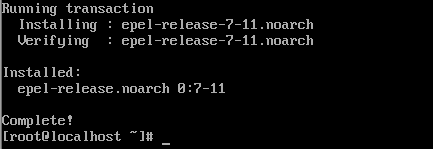 Running transaction
  Installing : epel-release-7-11.noarch
  Verifying  : epel-release-7-11.noarch

Installed:
  epel-release.noarch 0:7-11

Complete!
[root@localhost ~]# _